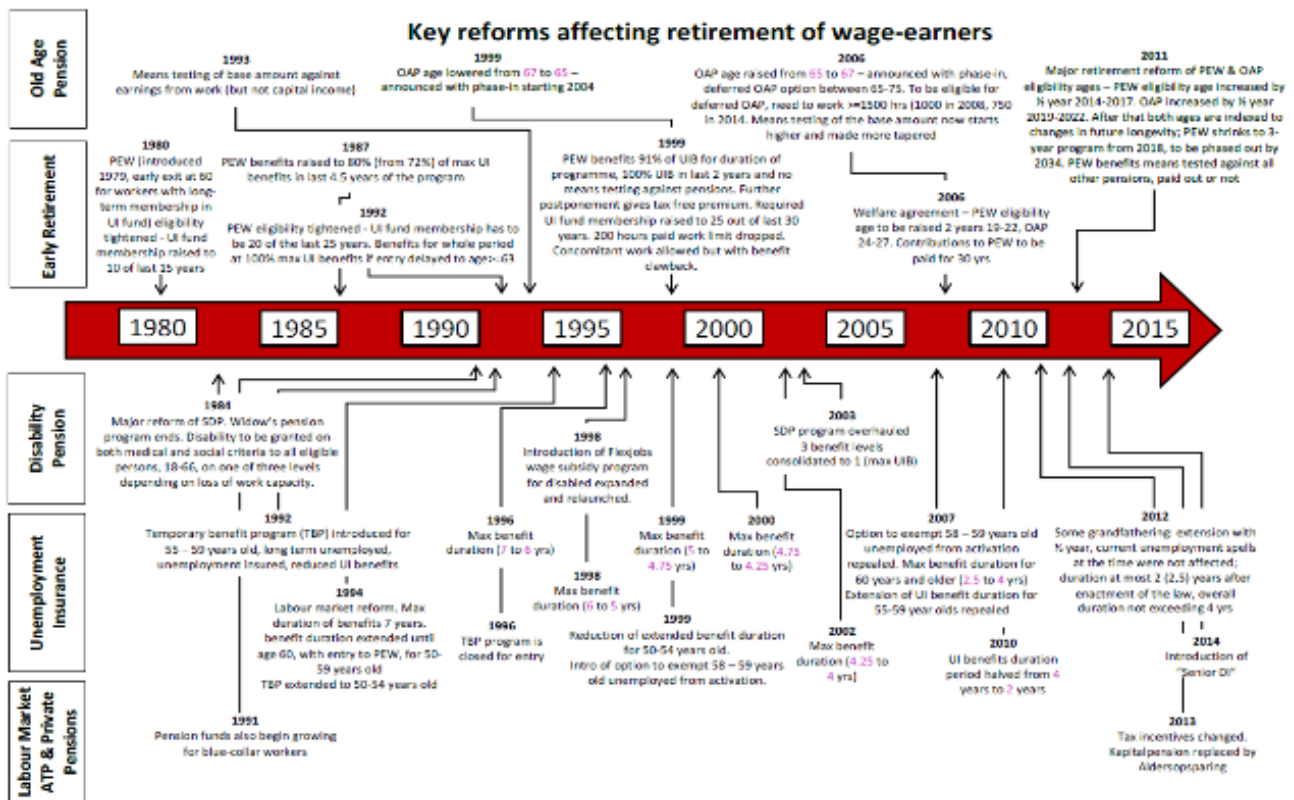 Key reforms affecting retirement of wage-earners
Old Age
Pension
1993
Means testing of base amount against
earnings from work (but not capital income)
1999
OAP age lowered from 67 to 65 –
announced with phase-in starting 2004
2006
OAP age raised from 65 to 67 – announced with phase-in,
deferred OAP option between 65-75. To be eligible for
deferred OAP, need to work >=1500 hrs (1000 in 2008, 750
in 2014. Means testing of the base amount now starts
higher and made more tapered
2011
Major retirement reform of PEW & OAP
eligibility ages – PEW eligibility age increased by
½ year 2014-2017. OAP increased by ½ year
2019-2022. After that both ages are indexed to
changes in future longevity; PEW shrinks to 3-
year program from 2018, to be phased out by
2034. PEW benefits means tested against all
other pensions, paid out or not
Early Retirement
1980
PEW (introduced
1979, early exit at 60
for workers with long-
term membership in
UI fund) eligibility
tightened - UI fund
membership raised to
10 of last 15 years
1987
PEW benefits raised to 80% (from 72%) of max UI
benefits in last 4.5 years of the program
1992
PEW eligibility tightened - UI fund membership has to
be 20 of the last 25 years. Benefits for whole period
at 100% max UI benefits if entry delayed to age>=63
1999
PEW benefits 91% of UIB for duration of
programme, 100% UIB in last 2 years and no
means testing against pensions. Further
postponement gives tax free premium. Required
UI fund membership raised to 25 out of last 30
years. 200 hours paid work limit dropped.
Concomitant work allowed but with benefit
clawback.
2006
Welfare agreement – PEW eligibility
age to be raised 2 years 19-22, OAP
24-27. Contributions to PEW to be
paid for 30 yrs
1980
1985
1990
1995
2000
2005
2010
2015
Disability
Pension
1984
Major reform of SDP. Widow's pension
program ends. Disability to be granted on
both medical and social criteria to all eligible
persons, 18-66, on one of three levels
depending on loss of work capacity.
1998
Introduction of Flexjobs
wage subsidy program
for disabled expanded
and relaunched.
2003
SDP program overhauled
3 benefit levels
consolidated to 1 (max UIB)
Unemployment
Insurance
1992
Temporary benefit program (TBP) introduced for
55 – 59 years old, long term unemployed,
unemployment insured, reduced UI benefits
1994
Labour market reform. Max
duration of benefits 7 years.
benefit duration extended until
age 60, with entry to PEW, for 50-
59 years old
TBP extended to 50-54 years old
1996
Max benefit
duration (7 to 6 yrs)
1996
TBP program is
closed for entry
1998
Max benefit
duration (6 to 5 yrs)
1999
Max benefit
duration (5 to
4.75 yrs)
1999
Reduction of extended benefit duration
for 50-54 years old.
Intro of option to exempt 58 – 59 years
old unemployed from activation.
2000
Max benefit
duration (4.75
to 4.25 yrs)
2002
Max benefit
duration (4.25 to
4 yrs)
2007
Option to exempt 58 – 59 years old
unemployed from activation
repealed. Max benefit duration for
60 years and older (2.5 to 4 yrs)
Extension of UI benefit duration for
55-59 year olds repealed
2010
UI benefits duration
period halved from 4
years to 2 years
2012
Some grandfathering: extension with
½ year, current unemployment spells
at the time were not affected;
duration at most 2 (2.5) years after
enactment of the law, overall
duration not exceeding 4 yrs
2014
Introduction of
"Senior DI"
Labour Market
ATP & Private
Pensions
1991
Pension funds also begin growing
for blue-collar workers
2013
Tax incentives changed.
Kapitalpension replaced by
Aldersopsparing